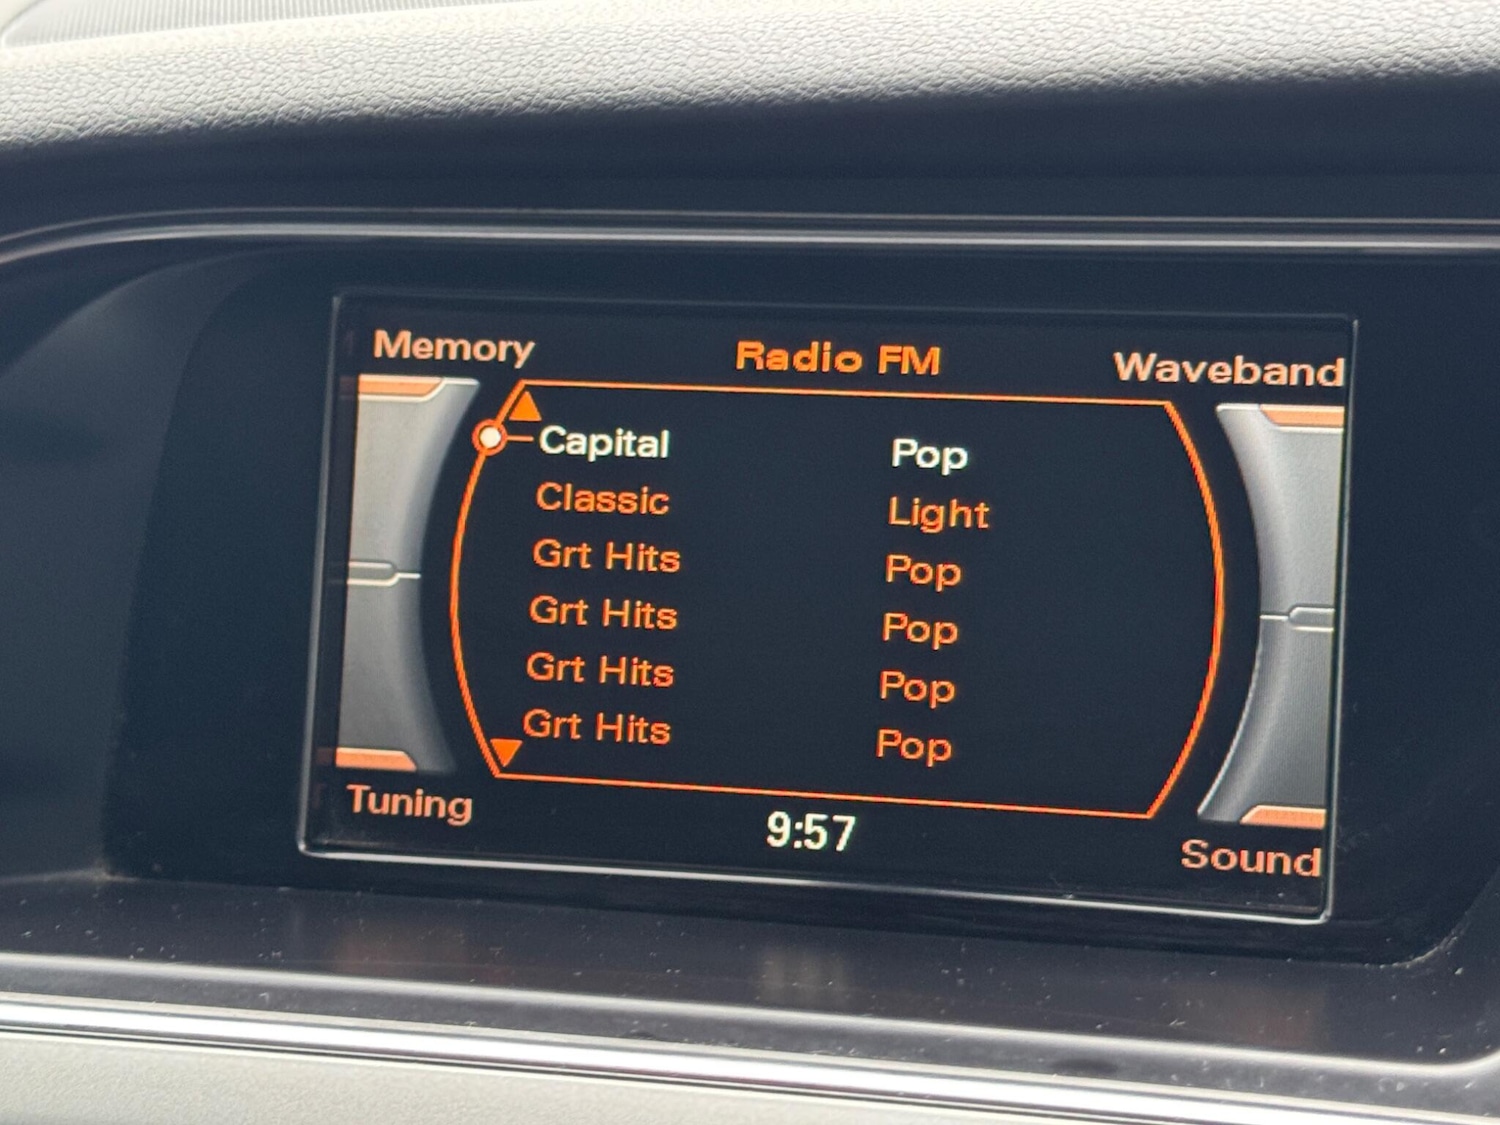 Memory Radio FM Waveband
Capital Pop
Classic Light
Grt Hits Pop
Grt Hits Pop
Grt Hits Pop
Grt Hits Pop
Tuning 9:57 Sound